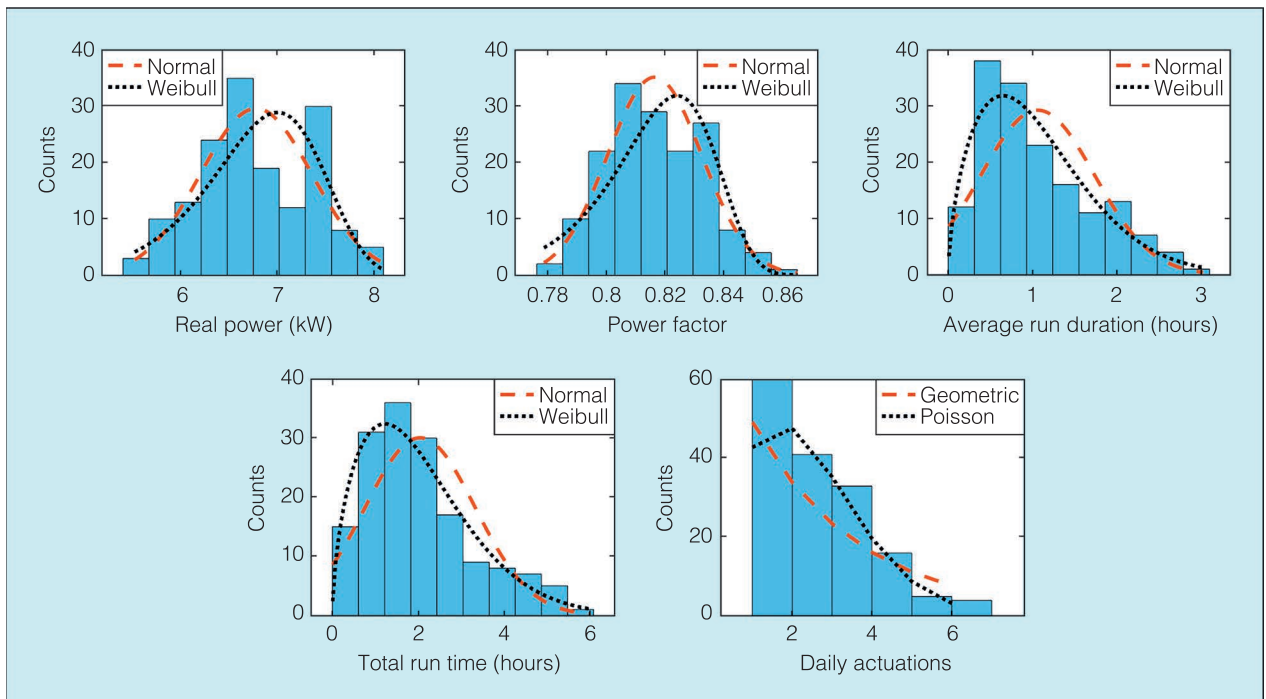 40
30
20
10
0
Counts
Normal
Weibull
6 7 8
Real power (kW)
40
30
20
10
0
Counts
Normal
Weibull
0.78 0.8 0.82 0.84 0.86
Power factor
40
30
20
10
0
Counts
Normal
Weibull
0 1 2 3
Average run duration (hours)
40
30
20
10
0
Counts
Normal
Weibull
0 2 4 6
Total run time (hours)
60
40
20
0
Counts
Geometric
Poisson
2 4 6
Daily actuations